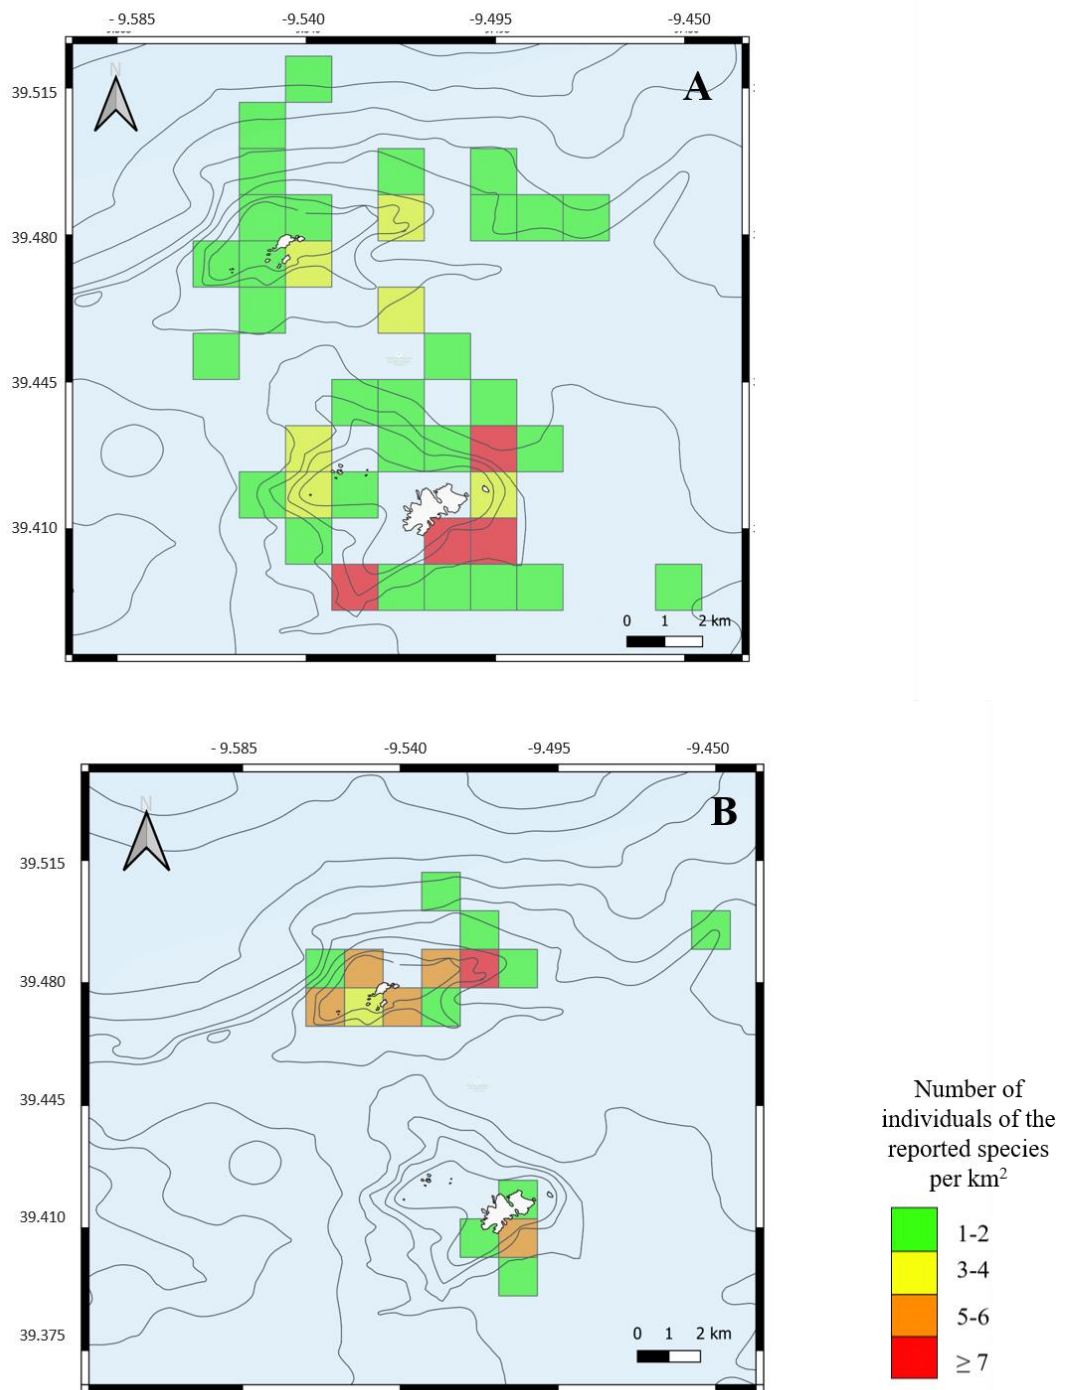 - 9.585 -9.540 -9.495 -9.450
N
A
39.515
39.480
39.445
39.410
0 1 2 km
- 9.585 -9.540 -9.495 -9.450
N
B
39.515
39.480
39.445
39.410
39.375
0 1 2 km
Number of
individuals of the
reported species
per km²
1-2
3-4
5-6
≥ 7